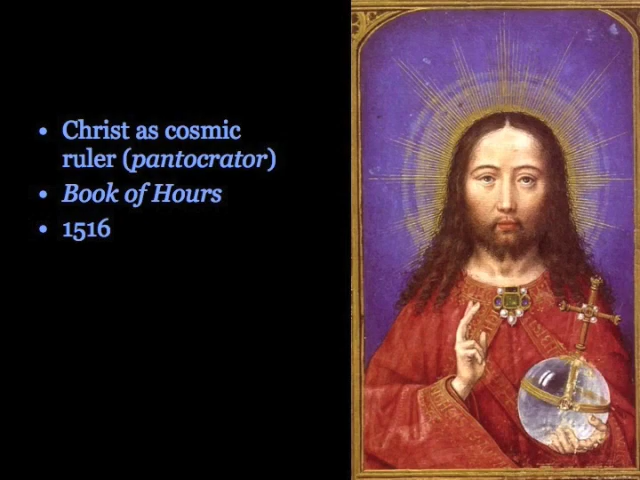 • Christ as cosmic
ruler (pantocrator)
• Book of Hours
• 1516